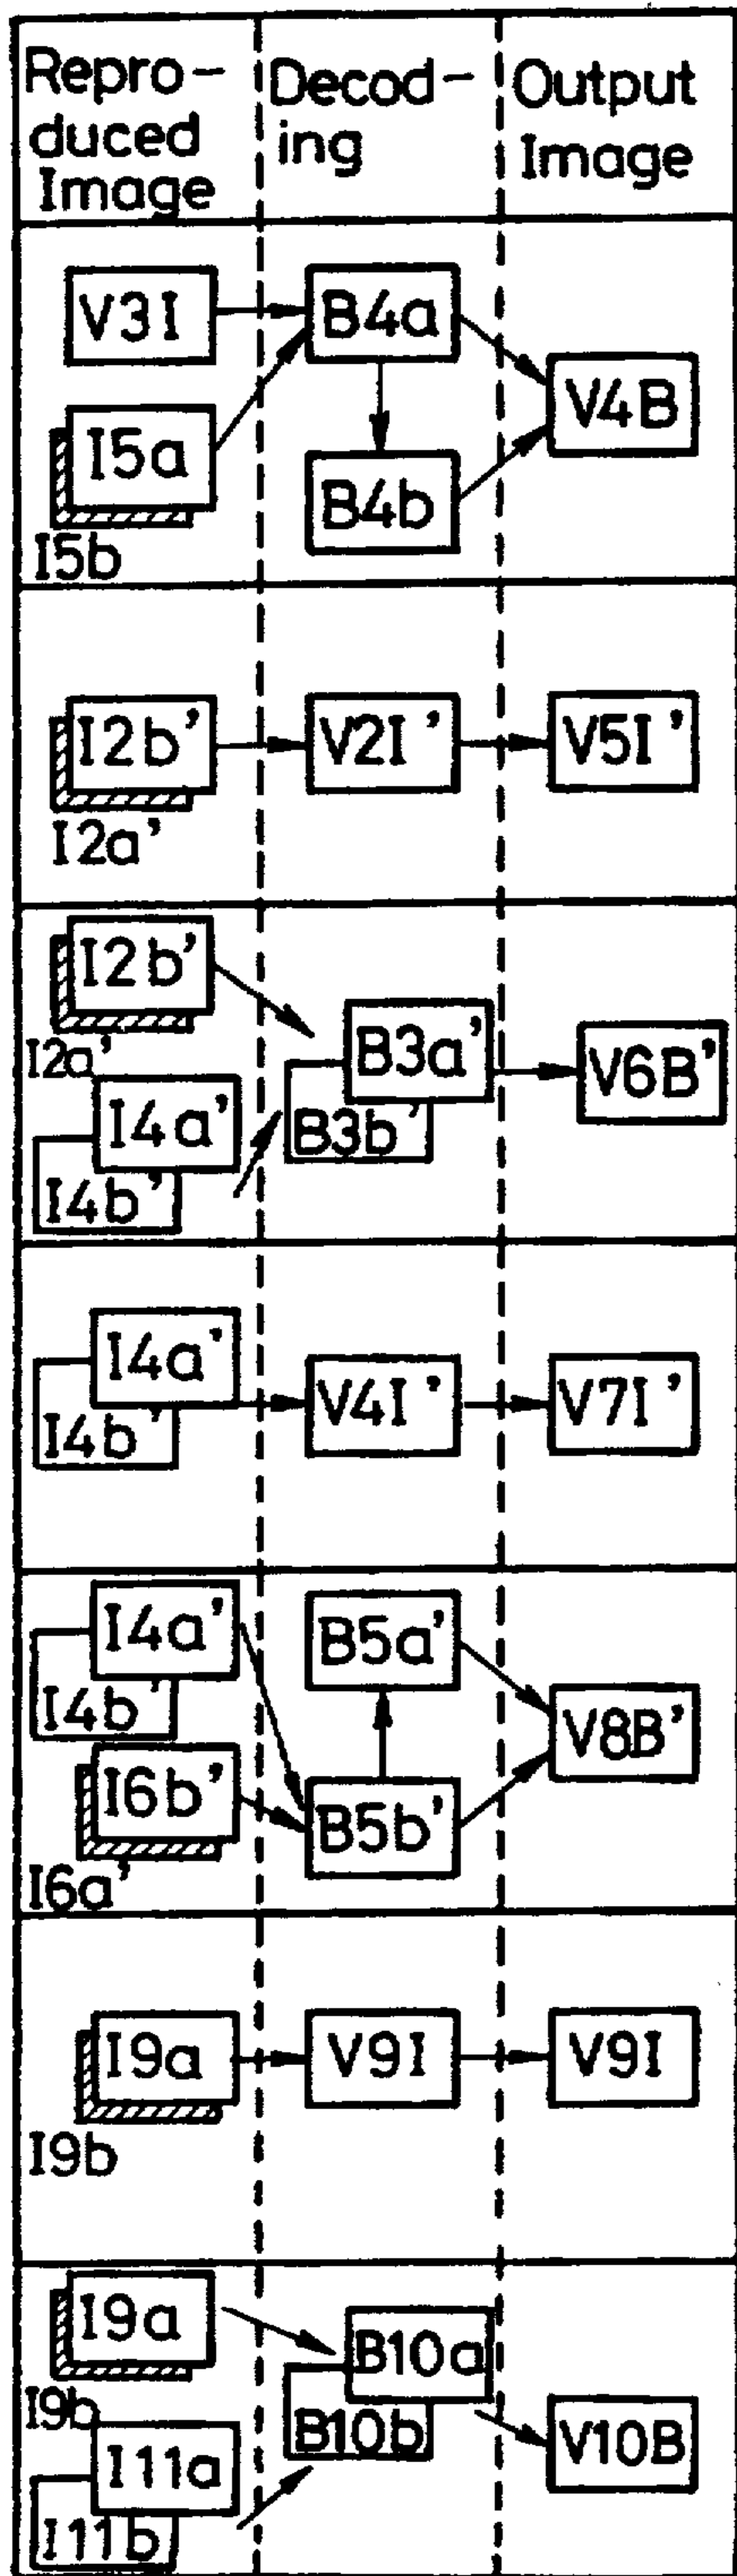 Repro-
duced
Image
Decod-
ing
Output
Image
V3I
B4a
V4B
I5a
B4b
I5b
I2b'
V2I'
V5I'
I2a'
I2b'
I2a'
B3a'
V6B'
I4a'
B3b'
I4b'
I4a'
V4I'
V7I'
I4b'
I4a'
B5a'
I4b'
V8B'
I6b'
B5b'
I6a'
I9a
V9I
V9I
I9b
I9a
B10a
I9b
B10b
V10B
I11a
I11b